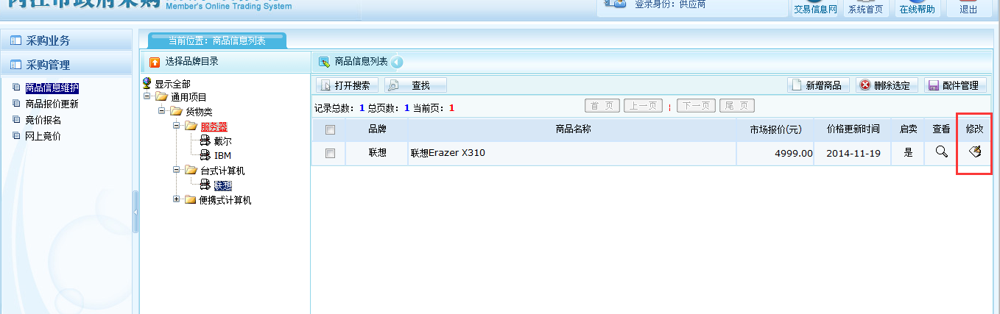 内江市政府采购
Member's Online Trading System
登录身份：供应商
交易信息网
系统首页
在线帮助
退出
采购业务
采购管理
商品信息维护
商品报价更新
竞价报名
网上竞价
当前位置：商品信息列表
选择品牌目录
显示全部
通用项目
货物类
服务器
戴尔
IBM
台式计算机
联想
便携式计算机
商品信息列表
打开搜索 查找 新增商品 删除选定 配件管理
记录总数：1 总页数：1 当前页：1 首 页 上一页 ¦ 下一页 尾 页
品牌 商品名称 市场报价(元) 价格更新时间 启卖 查看 修改
联想 联想Erazer X310 4999.00 2014-11-19 是